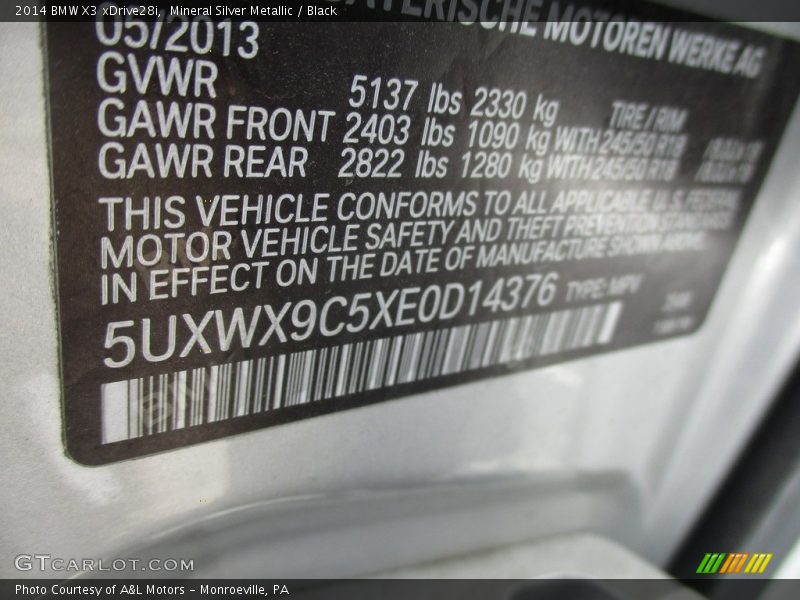 2014 BMW X3 xDrive28i, Mineral Silver Metallic / Black
BAYERISCHE MOTOREN WERKE AG
05/2013
GVWR 5137 lbs 2330 kg TIRE / RIM
GAWR FRONT 2403 lbs 1090 kg WITH 245/50 R18
GAWR REAR 2822 lbs 1280 kg WITH 245/50 R18
THIS VEHICLE CONFORMS TO ALL APPLICABLE U.S. FEDERAL
MOTOR VEHICLE SAFETY AND THEFT PREVENTION STANDARDS
IN EFFECT ON THE DATE OF MANUFACTURE SHOWN ABOVE.
5UXWX9C5XE0D14376 TYPE: MPV
GTCARLOT.COM
Photo Courtesy of A&L Motors – Monroeville, PA